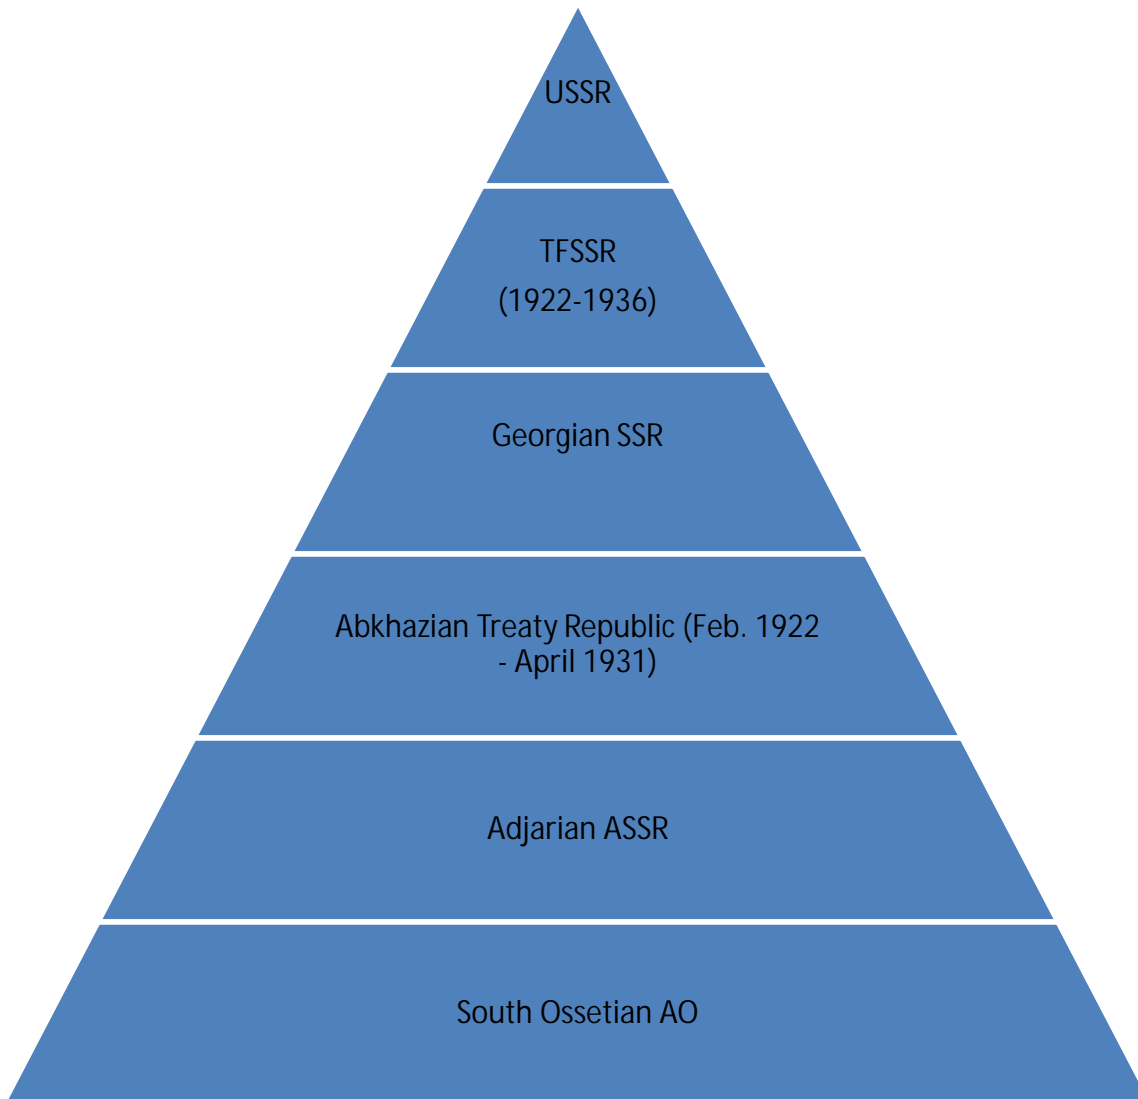 USSR
TFSSR
(1922-1936)
Georgian SSR
Abkhazian Treaty Republic (Feb. 1922
- April 1931)
Adjarian ASSR
South Ossetian AO